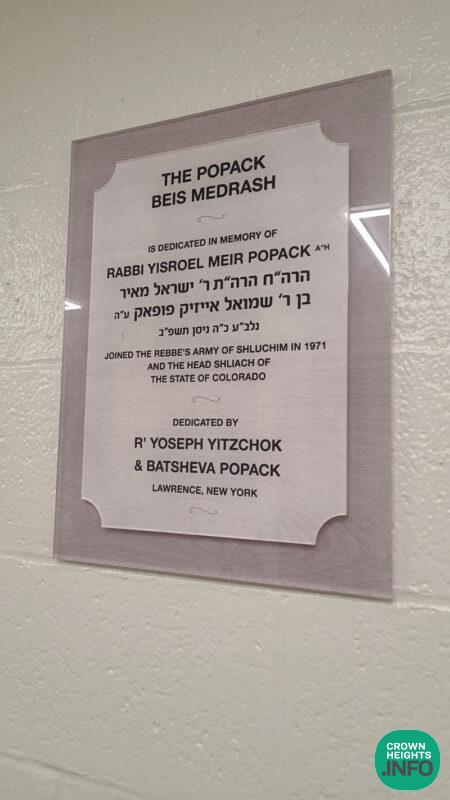 THE POPACK
BEIS MEDRASH
IS DEDICATED IN MEMORY OF
RABBI YISROEL MEIR POPACK A"H
הרה״ח הרה״ת ר׳ ישראל מאיר
בן ר׳ שמואל אייזיק פופאק ע״ה
נלב״ע כ״ה ניסן תשפ״ב
JOINED THE REBBE'S ARMY OF SHLUCHIM IN 1971
AND THE HEAD SHLIACH OF
THE STATE OF COLORADO
DEDICATED BY
R' YOSEPH YITZCHOK
& BATSHEVA POPACK
LAWRENCE, NEW YORK
CROWN
HEIGHTS
.INFO